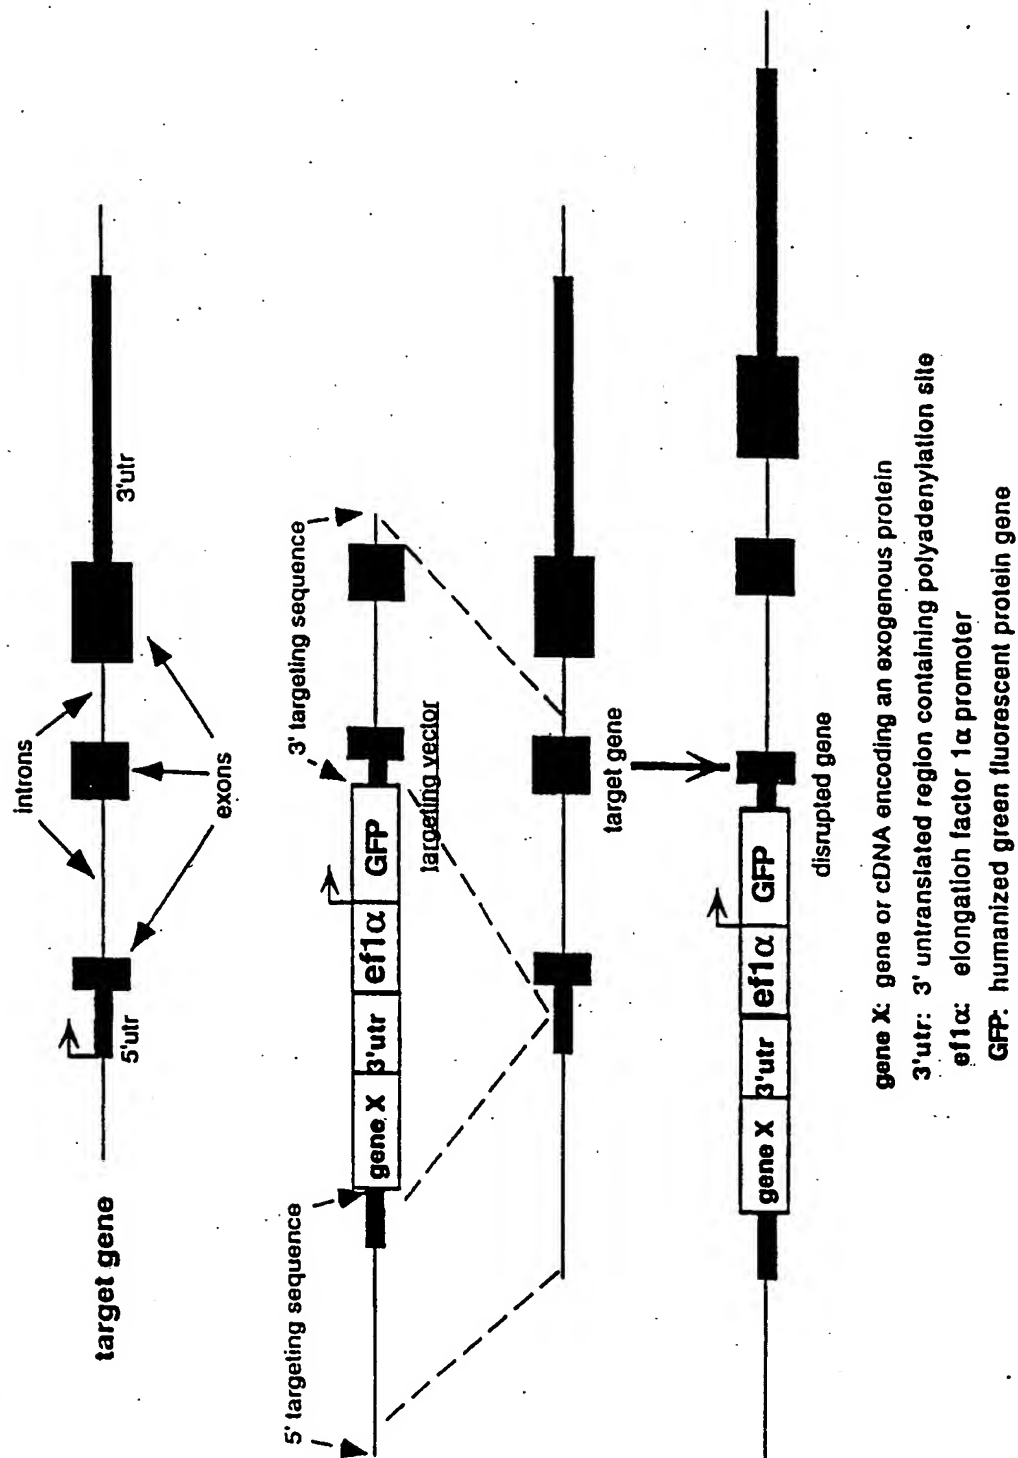 target gene
5'utr
introns
exons
3'utr
5' targeting sequence
3' targeting sequence
gene X
3'utr
ef1α
GFP
targeting vector
target gene
gene X
3'utr
ef1α
GFP
disrupted gene
gene X: gene or cDNA encoding an exogenous protein
3'utr: 3' untranslated region containing polyadenylation site
ef1α: elongation factor 1α promoter
GFP: humanized green fluorescent protein gene